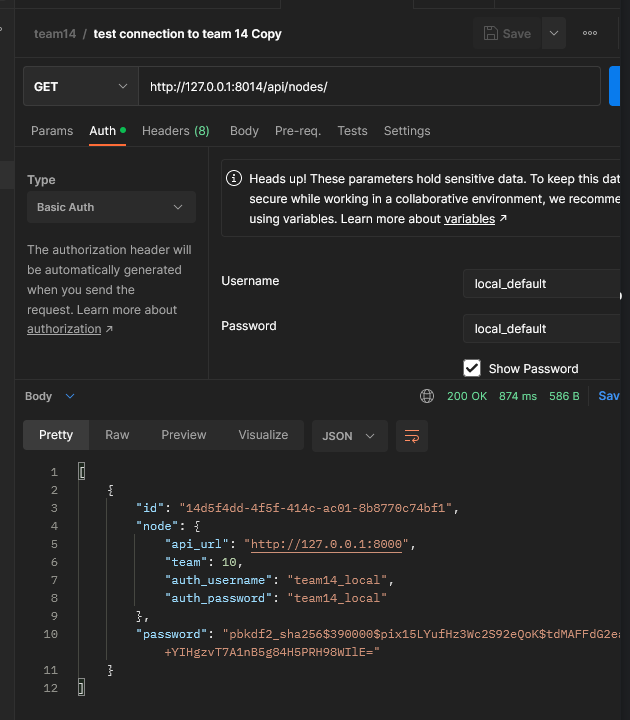 team14 / test connection to team 14 Copy
Save
GET http://127.0.0.1:8014/api/nodes/
Params Auth Headers (8) Body Pre-req. Tests Settings
Type
Basic Auth
The authorization header will
be automatically generated
when you send the
request. Learn more about
authorization ↗
Heads up! These parameters hold sensitive data. To keep this dat
secure while working in a collaborative environment, we recomme
using variables. Learn more about variables ↗
Username local_default
Password local_default
Show Password
Body 200 OK 874 ms 586 B Sav
Pretty Raw Preview Visualize JSON
1 [
2 {
3 "id": "14d5f4dd-4f5f-414c-ac01-8b8770c74bf1",
4 "node": {
5 "api_url": "http://127.0.0.1:8000",
6 "team": 10,
7 "auth_username": "team14_local",
8 "auth_password": "team14_local"
9 },
10 "password": "pbkdf2_sha256$390000$pix15LYufHz3Wc2S92eQoK$tdMAFFdG2ea
+YIHgzvT7A1nB5g84H5PRH98WIlE="
11 }
12 ]